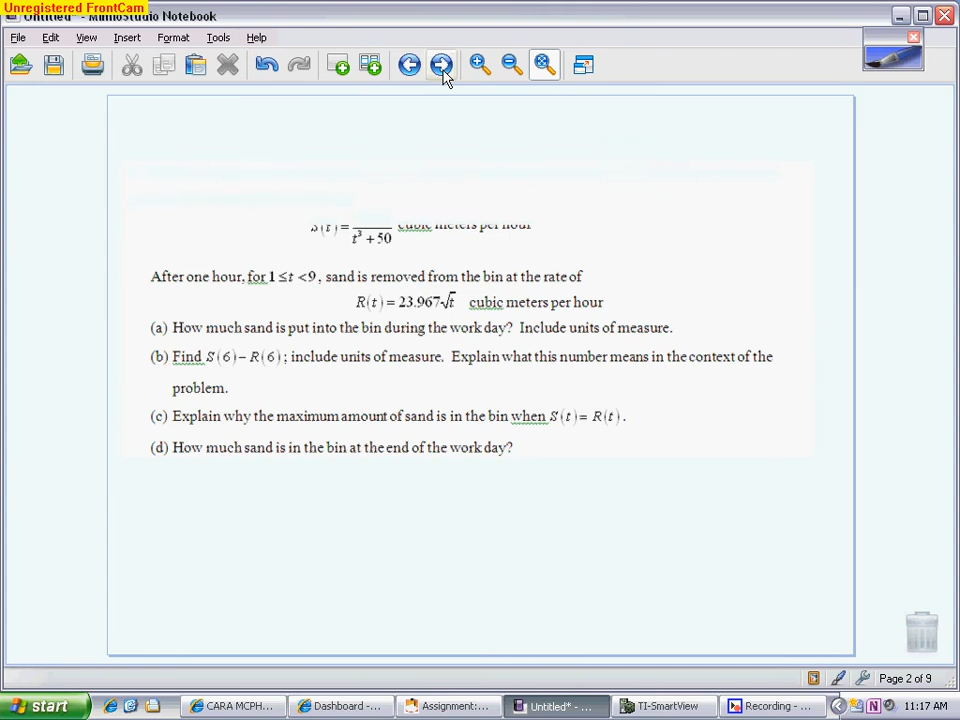 Unregistered FrontCam
Untitled* - MimioStudio Notebook
File Edit View Insert Format Tools Help
S(t) = t³ + 50 cubic meters per hour
After one hour, for 1 ≤ t < 9, sand is removed from the bin at the rate of
R(t) = 23.967√t cubic meters per hour
(a) How much sand is put into the bin during the work day? Include units of measure.
(b) Find S(6) – R(6); include units of measure. Explain what this number means in the context of the
problem.
(c) Explain why the maximum amount of sand is in the bin when S(t) = R(t).
(d) How much sand is in the bin at the end of the work day?
Page 2 of 9
start CARA MCPH... Dashboard -... Assignment:... Untitled* - ... TI-SmartView Recording - ... 11:17 AM